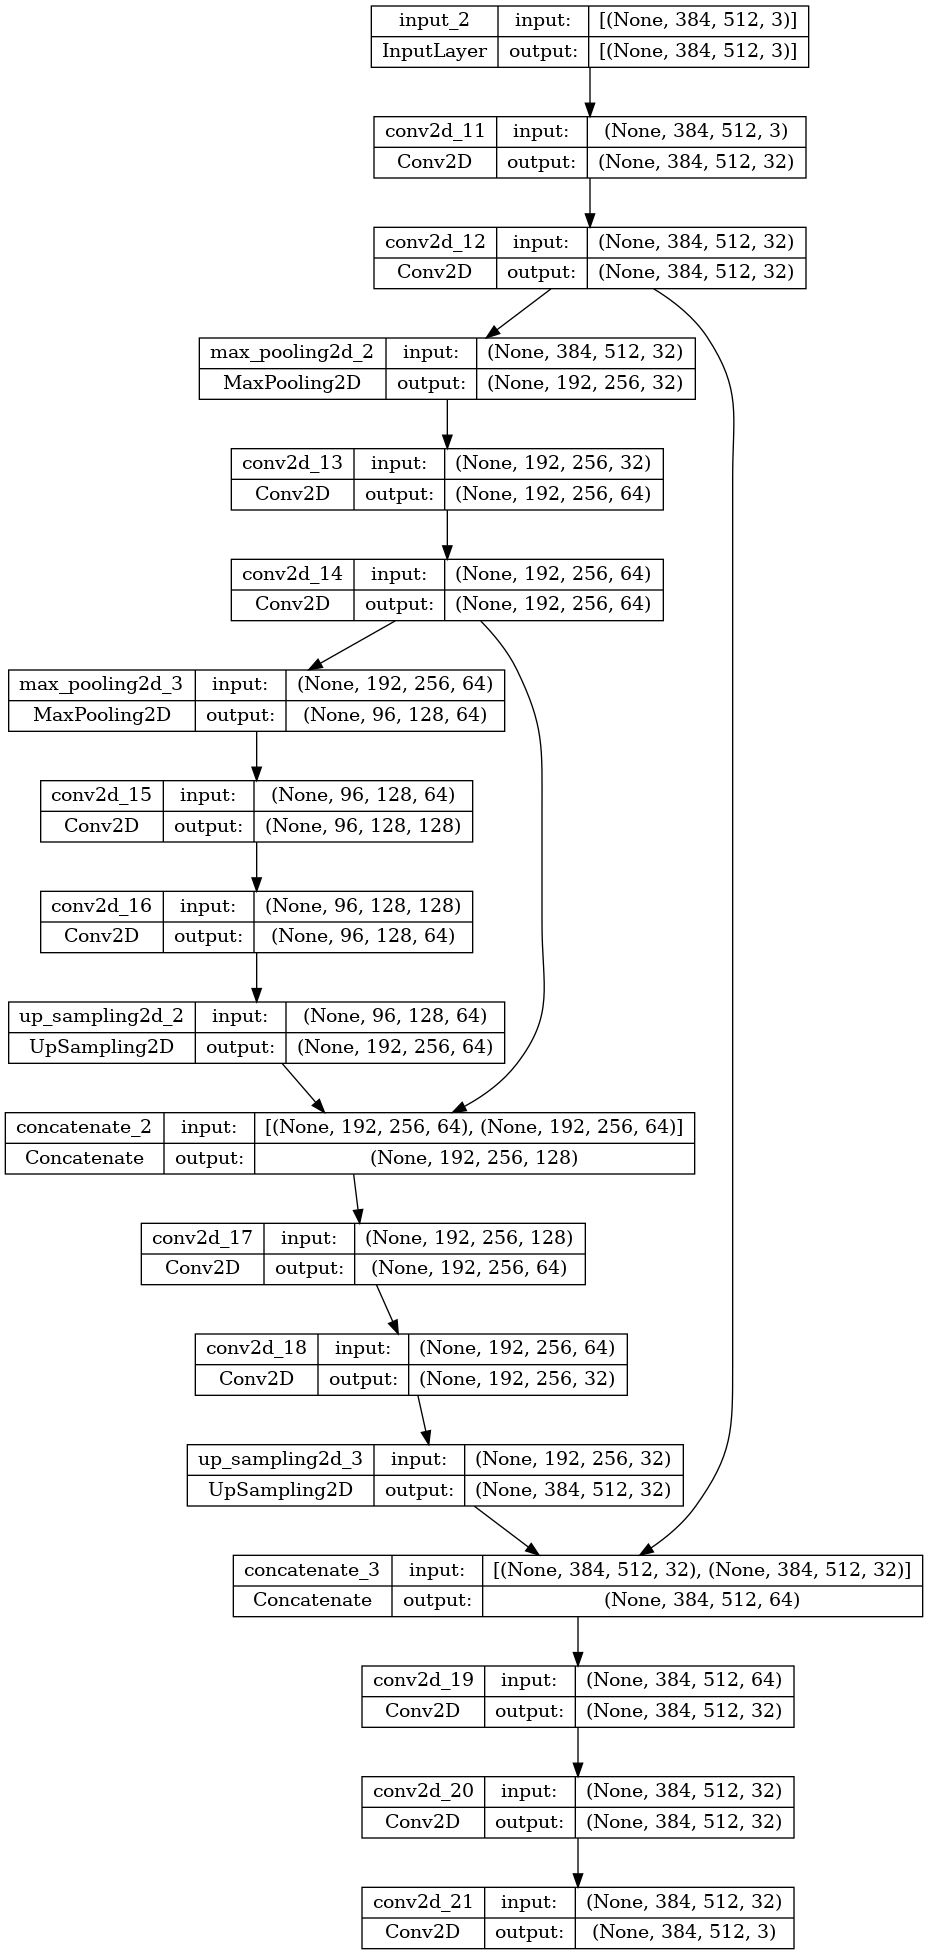 input_2 input: [(None, 384, 512, 3)]
InputLayer output: [(None, 384, 512, 3)]
conv2d_11 input: (None, 384, 512, 3)
Conv2D output: (None, 384, 512, 32)
conv2d_12 input: (None, 384, 512, 32)
Conv2D output: (None, 384, 512, 32)
max_pooling2d_2 input: (None, 384, 512, 32)
MaxPooling2D output: (None, 192, 256, 32)
conv2d_13 input: (None, 192, 256, 32)
Conv2D output: (None, 192, 256, 64)
conv2d_14 input: (None, 192, 256, 64)
Conv2D output: (None, 192, 256, 64)
max_pooling2d_3 input: (None, 192, 256, 64)
MaxPooling2D output: (None, 96, 128, 64)
conv2d_15 input: (None, 96, 128, 64)
Conv2D output: (None, 96, 128, 128)
conv2d_16 input: (None, 96, 128, 128)
Conv2D output: (None, 96, 128, 64)
up_sampling2d_2 input: (None, 96, 128, 64)
UpSampling2D output: (None, 192, 256, 64)
concatenate_2 input: [(None, 192, 256, 64), (None, 192, 256, 64)]
Concatenate output: (None, 192, 256, 128)
conv2d_17 input: (None, 192, 256, 128)
Conv2D output: (None, 192, 256, 64)
conv2d_18 input: (None, 192, 256, 64)
Conv2D output: (None, 192, 256, 32)
up_sampling2d_3 input: (None, 192, 256, 32)
UpSampling2D output: (None, 384, 512, 32)
concatenate_3 input: [(None, 384, 512, 32), (None, 384, 512, 32)]
Concatenate output: (None, 384, 512, 64)
conv2d_19 input: (None, 384, 512, 64)
Conv2D output: (None, 384, 512, 32)
conv2d_20 input: (None, 384, 512, 32)
Conv2D output: (None, 384, 512, 32)
conv2d_21 input: (None, 384, 512, 32)
Conv2D output: (None, 384, 512, 3)